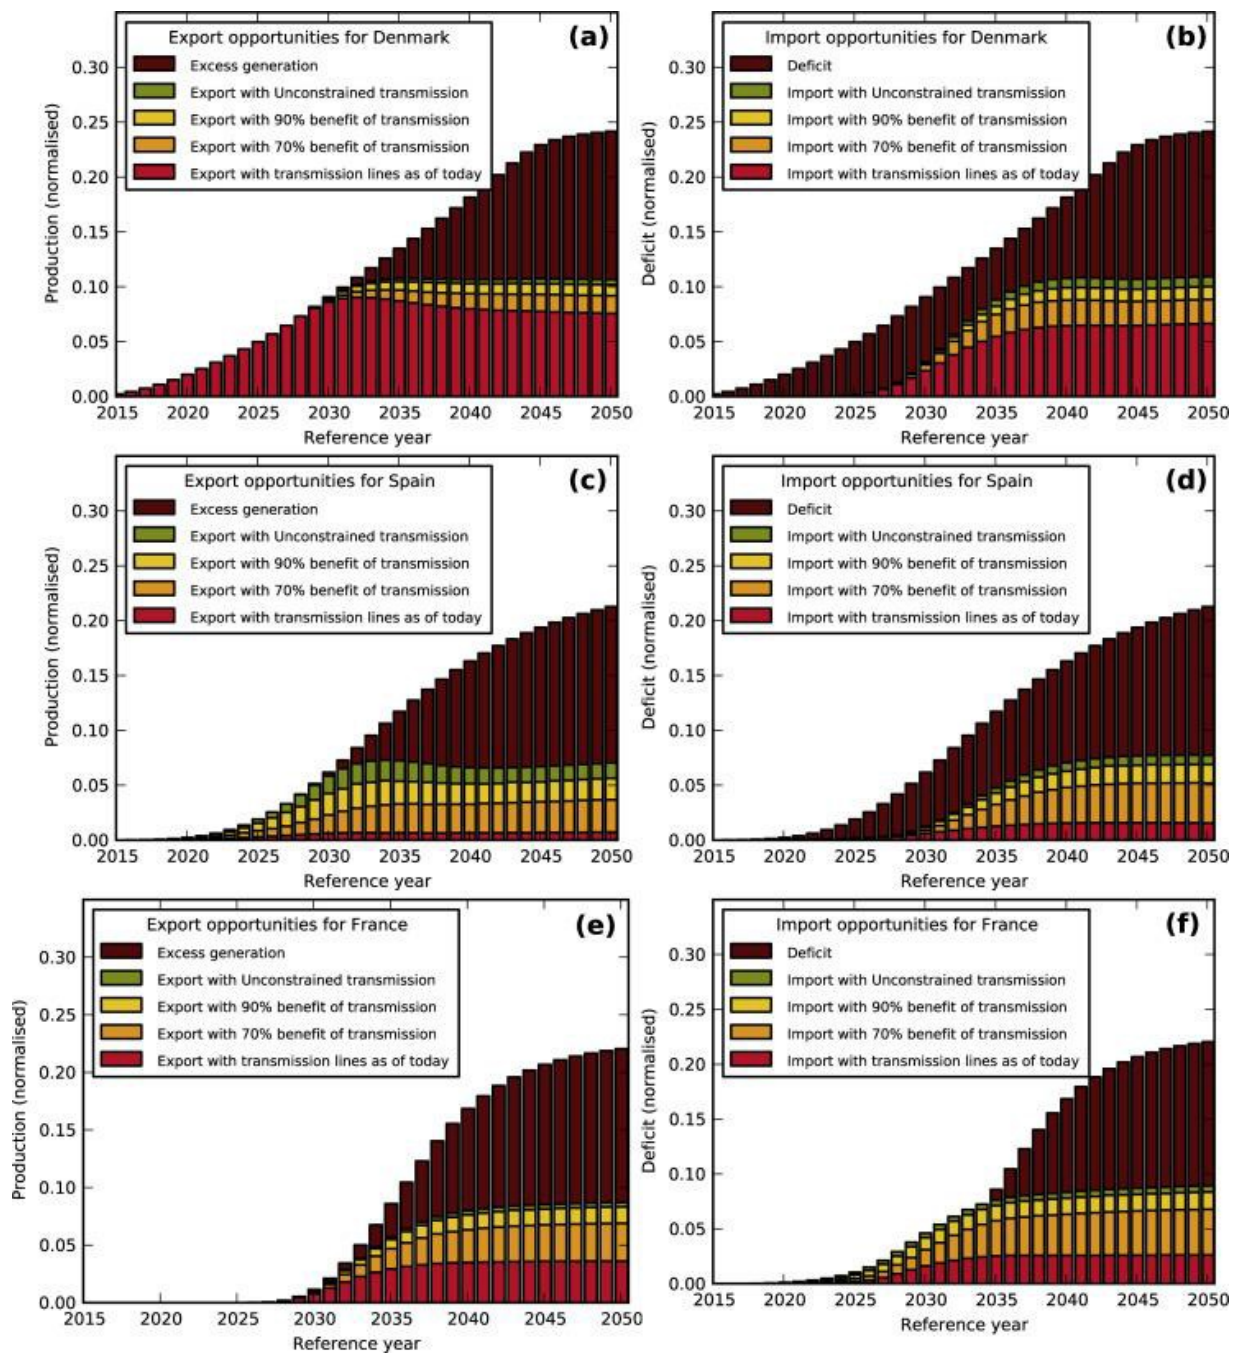 Export opportunities for Denmark
(a)
Excess generation
Export with Unconstrained transmission
Export with 90% benefit of transmission
Export with 70% benefit of transmission
Export with transmission lines as of today
Production (normalised)
0.30
0.25
0.20
0.15
0.10
0.05
0.00
2015 2020 2025 2030 2035 2040 2045 2050
Reference year
Import opportunities for Denmark
(b)
Deficit
Import with Unconstrained transmission
Import with 90% benefit of transmission
Import with 70% benefit of transmission
Import with transmission lines as of today
Deficit (normalised)
0.30
0.25
0.20
0.15
0.10
0.05
0.00
2015 2020 2025 2030 2035 2040 2045 2050
Reference year
Export opportunities for Spain
(c)
Excess generation
Export with Unconstrained transmission
Export with 90% benefit of transmission
Export with 70% benefit of transmission
Export with transmission lines as of today
Production (normalised)
0.30
0.25
0.20
0.15
0.10
0.05
0.00
2015 2020 2025 2030 2035 2040 2045 2050
Reference year
Import opportunities for Spain
(d)
Deficit
Import with Unconstrained transmission
Import with 90% benefit of transmission
Import with 70% benefit of transmission
Import with transmission lines as of today
Deficit (normalised)
0.30
0.25
0.20
0.15
0.10
0.05
0.00
2015 2020 2025 2030 2035 2040 2045 2050
Reference year
Export opportunities for France
(e)
Excess generation
Export with Unconstrained transmission
Export with 90% benefit of transmission
Export with 70% benefit of transmission
Export with transmission lines as of today
Production (normalised)
0.30
0.25
0.20
0.15
0.10
0.05
0.00
2015 2020 2025 2030 2035 2040 2045 2050
Reference year
Import opportunities for France
(f)
Deficit
Import with Unconstrained transmission
Import with 90% benefit of transmission
Import with 70% benefit of transmission
Import with transmission lines as of today
Deficit (normalised)
0.30
0.25
0.20
0.15
0.10
0.05
0.00
2015 2020 2025 2030 2035 2040 2045 2050
Reference year